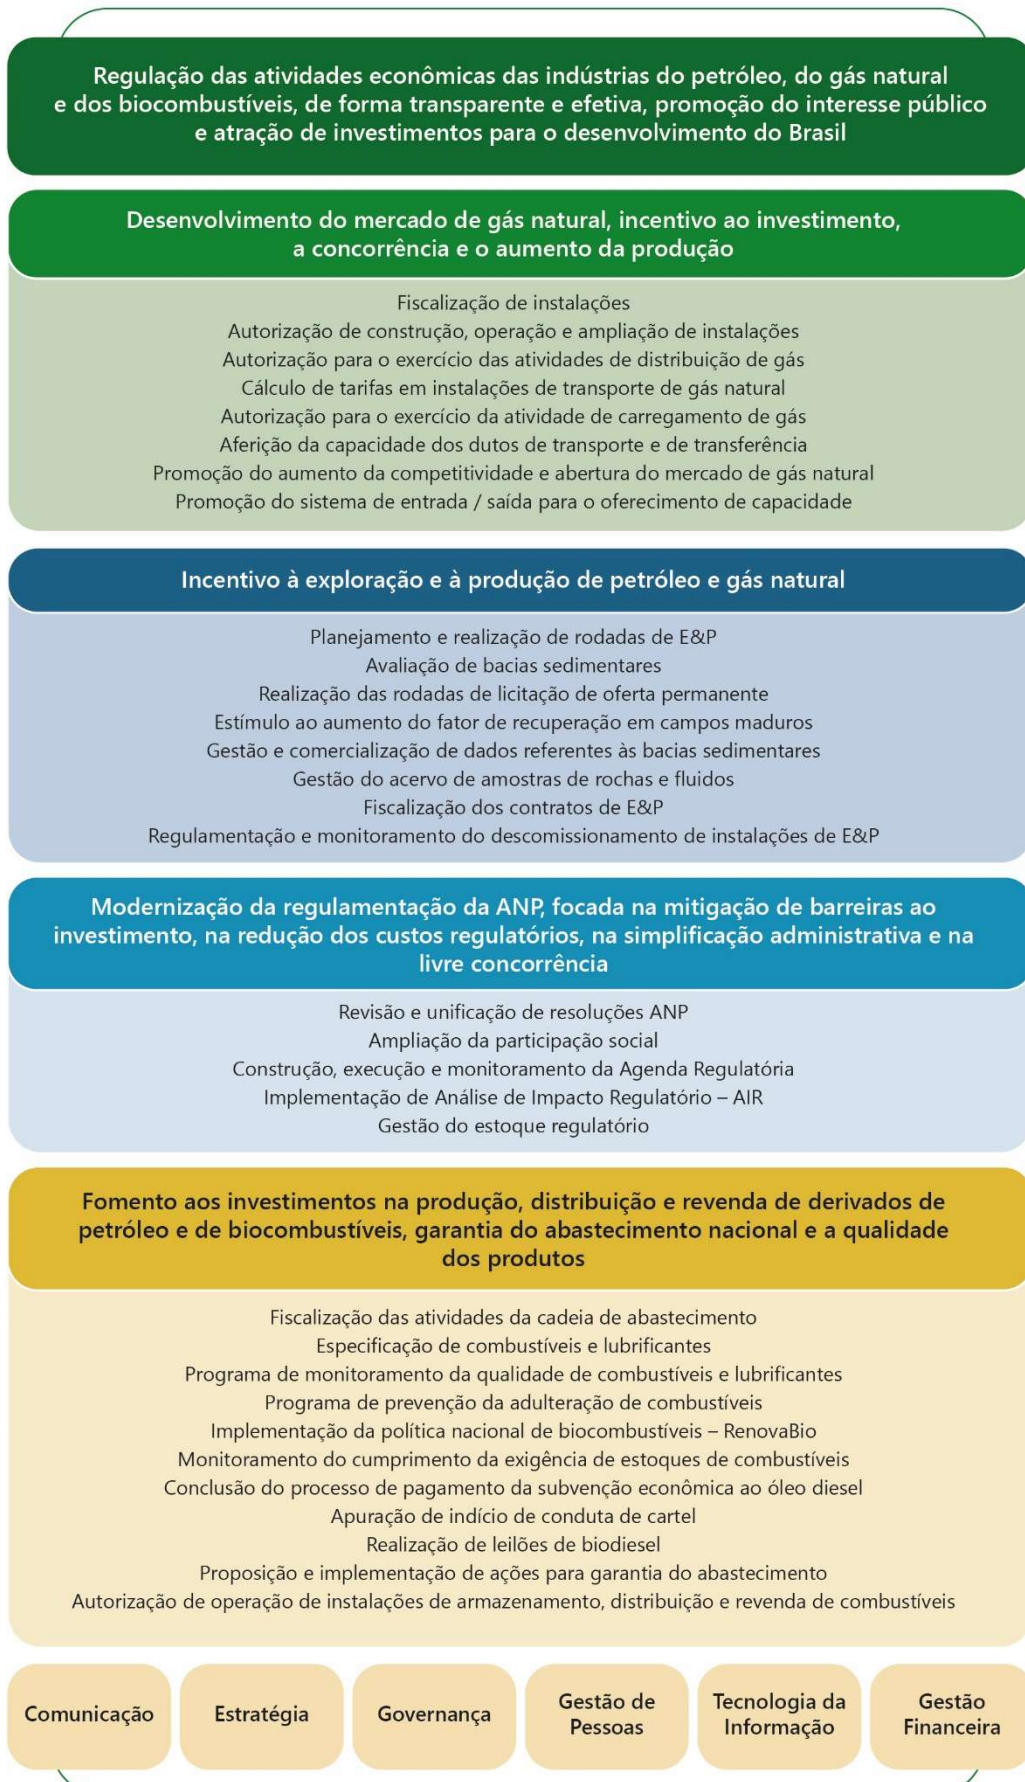 Regulação das atividades econômicas das indústrias do petróleo, do gás natural
e dos biocombustíveis, de forma transparente e efetiva, promoção do interesse público
e atração de investimentos para o desenvolvimento do Brasil
Desenvolvimento do mercado de gás natural, incentivo ao investimento,
a concorrência e o aumento da produção
Fiscalização de instalações
Autorização de construção, operação e ampliação de instalações
Autorização para o exercício das atividades de distribuição de gás
Cálculo de tarifas em instalações de transporte de gás natural
Autorização para o exercício da atividade de carregamento de gás
Aferição da capacidade dos dutos de transporte e de transferência
Promoção do aumento da competitividade e abertura do mercado de gás natural
Promoção do sistema de entrada / saída para o oferecimento de capacidade
Incentivo à exploração e à produção de petróleo e gás natural
Planejamento e realização de rodadas de E&P
Avaliação de bacias sedimentares
Realização das rodadas de licitação de oferta permanente
Estímulo ao aumento do fator de recuperação em campos maduros
Gestão e comercialização de dados referentes às bacias sedimentares
Gestão do acervo de amostras de rochas e fluidos
Fiscalização dos contratos de E&P
Regulamentação e monitoramento do descomissionamento de instalações de E&P
Modernização da regulamentação da ANP, focada na mitigação de barreiras ao
investimento, na redução dos custos regulatórios, na simplificação administrativa e na
livre concorrência
Revisão e unificação de resoluções ANP
Ampliação da participação social
Construção, execução e monitoramento da Agenda Regulatória
Implementação de Análise de Impacto Regulatório – AIR
Gestão do estoque regulatório
Fomento aos investimentos na produção, distribuição e revenda de derivados de
petróleo e de biocombustíveis, garantia do abastecimento nacional e a qualidade
dos produtos
Fiscalização das atividades da cadeia de abastecimento
Especificação de combustíveis e lubrificantes
Programa de monitoramento da qualidade de combustíveis e lubrificantes
Programa de prevenção da adulteração de combustíveis
Implementação da política nacional de biocombustíveis – RenovaBio
Monitoramento do cumprimento da exigência de estoques de combustíveis
Conclusão do processo de pagamento da subvenção econômica ao óleo diesel
Apuração de indício de conduta de cartel
Realização de leilões de biodiesel
Proposição e implementação de ações para garantia do abastecimento
Autorização de operação de instalações de armazenamento, distribuição e revenda de combustíveis
Comunicação
Estratégia
Governança
Gestão de
Pessoas
Tecnologia da
Informação
Gestão
Financeira